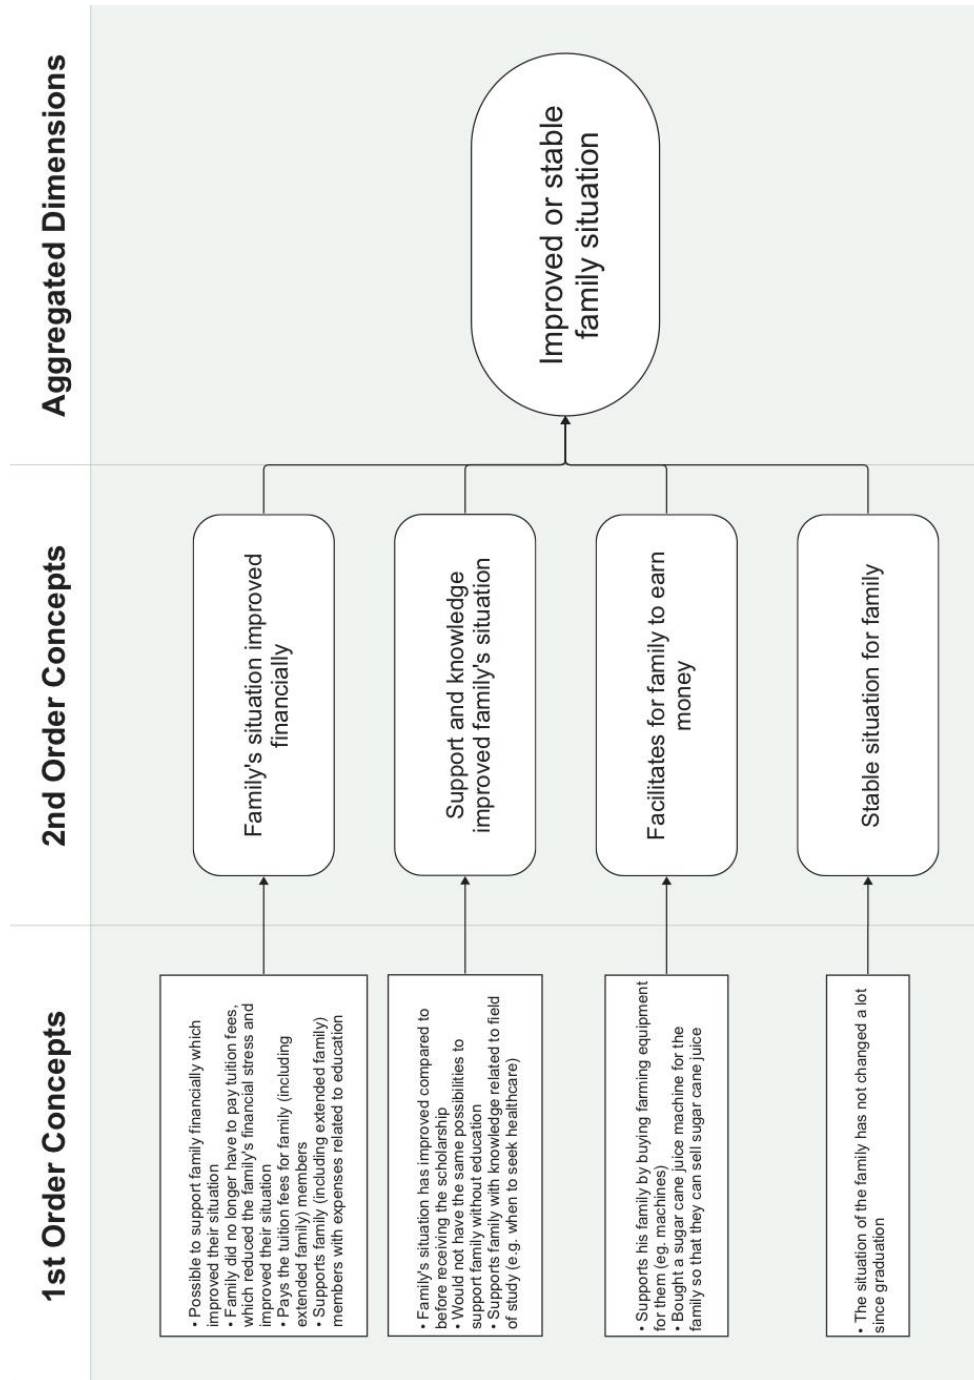 1st Order Concepts
2nd Order Concepts
Aggregated Dimensions
• Possible to support family financially which
improved their situation
• Family did no longer have to pay tuition fees,
which reduced the family's financial stress and
improved their situation
• Pays the tuition fees for family (including
extended family) members
• Supports family (including extended family)
members with expenses related to education
Family's situation improved
financially
• Family's situation has improved compared to
before receiving the scholarship
• Would not have the same possibilities to
support family without education
• Supports family with knowledge related to field
of study (e.g. when to seek healthcare)
Support and knowledge
improved family's situation
• Supports his family by buying farming equipment
for them (eg. machines)
• Bought a sugar cane juice machine for the
family so that they can sell sugar cane juice
Facilitates for family to earn
money
• The situation of the family has not changed a lot
since graduation
Stable situation for family
Improved or stable
family situation